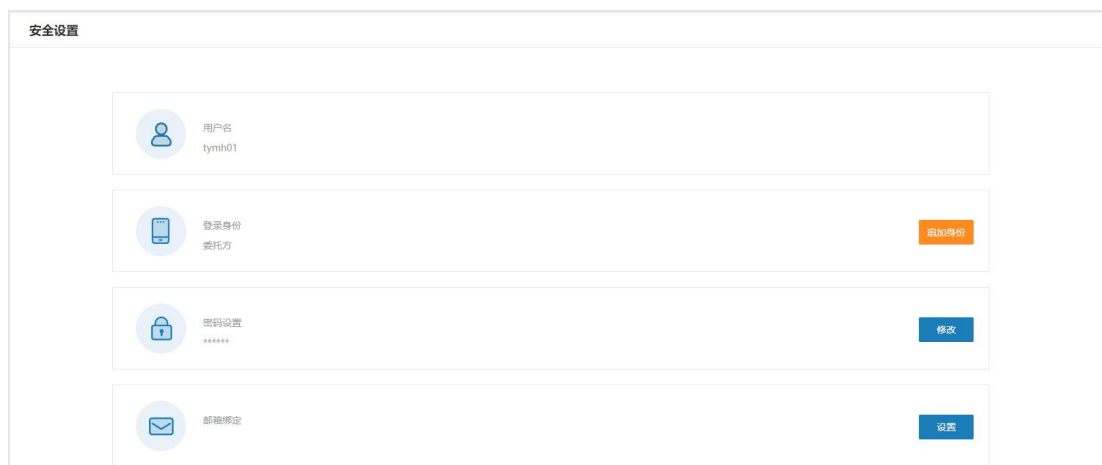 安全设置
用户名
tymh01
登录身份
委托方
追加身份
密码设置
******
修改
邮箱绑定
设置